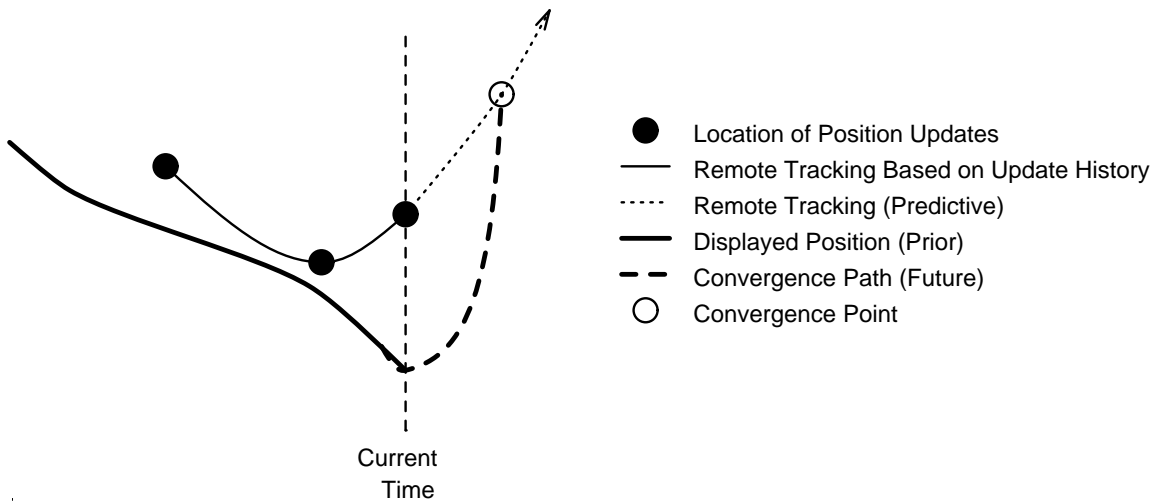 Location of Position Updates
Remote Tracking Based on Update History
Remote Tracking (Predictive)
Displayed Position (Prior)
Convergence Path (Future)
Convergence Point
Current
Time